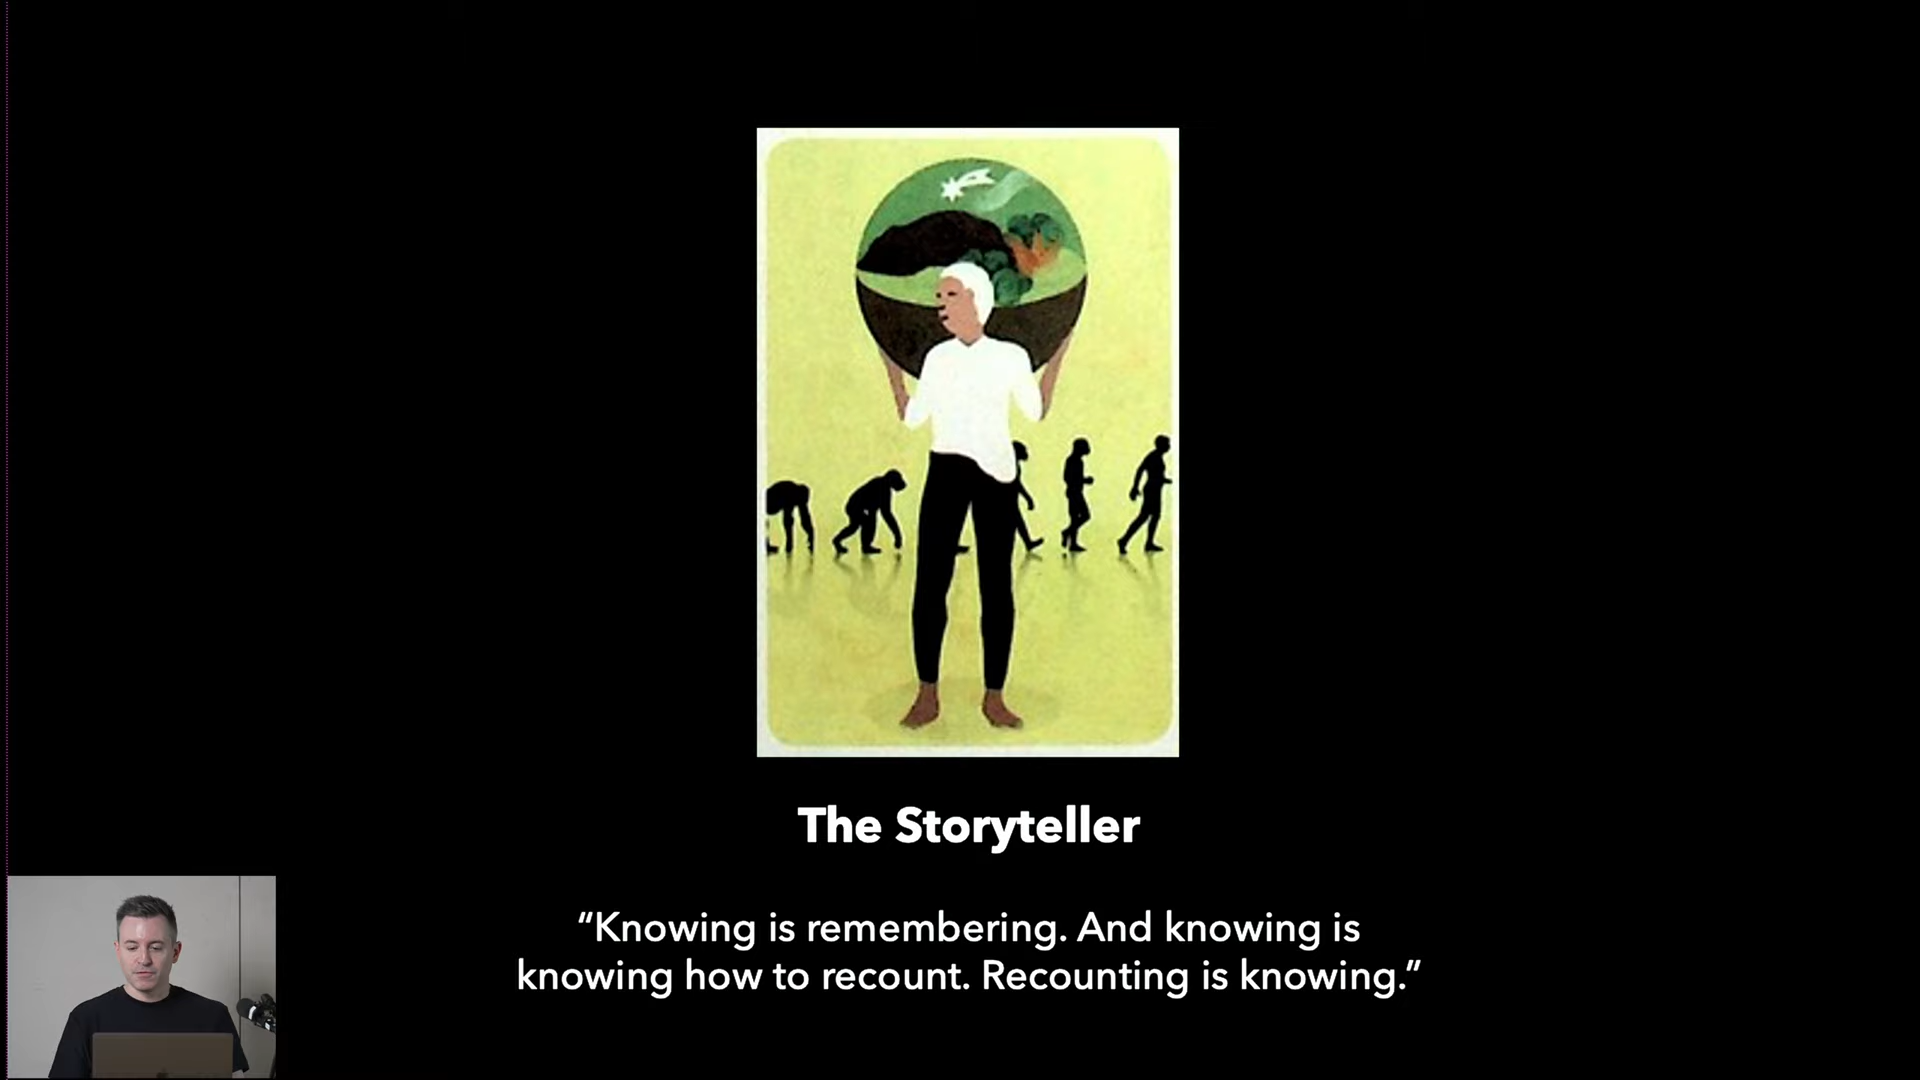 The Storyteller
“Knowing is remembering. And knowing is
knowing how to recount. Recounting is knowing.”